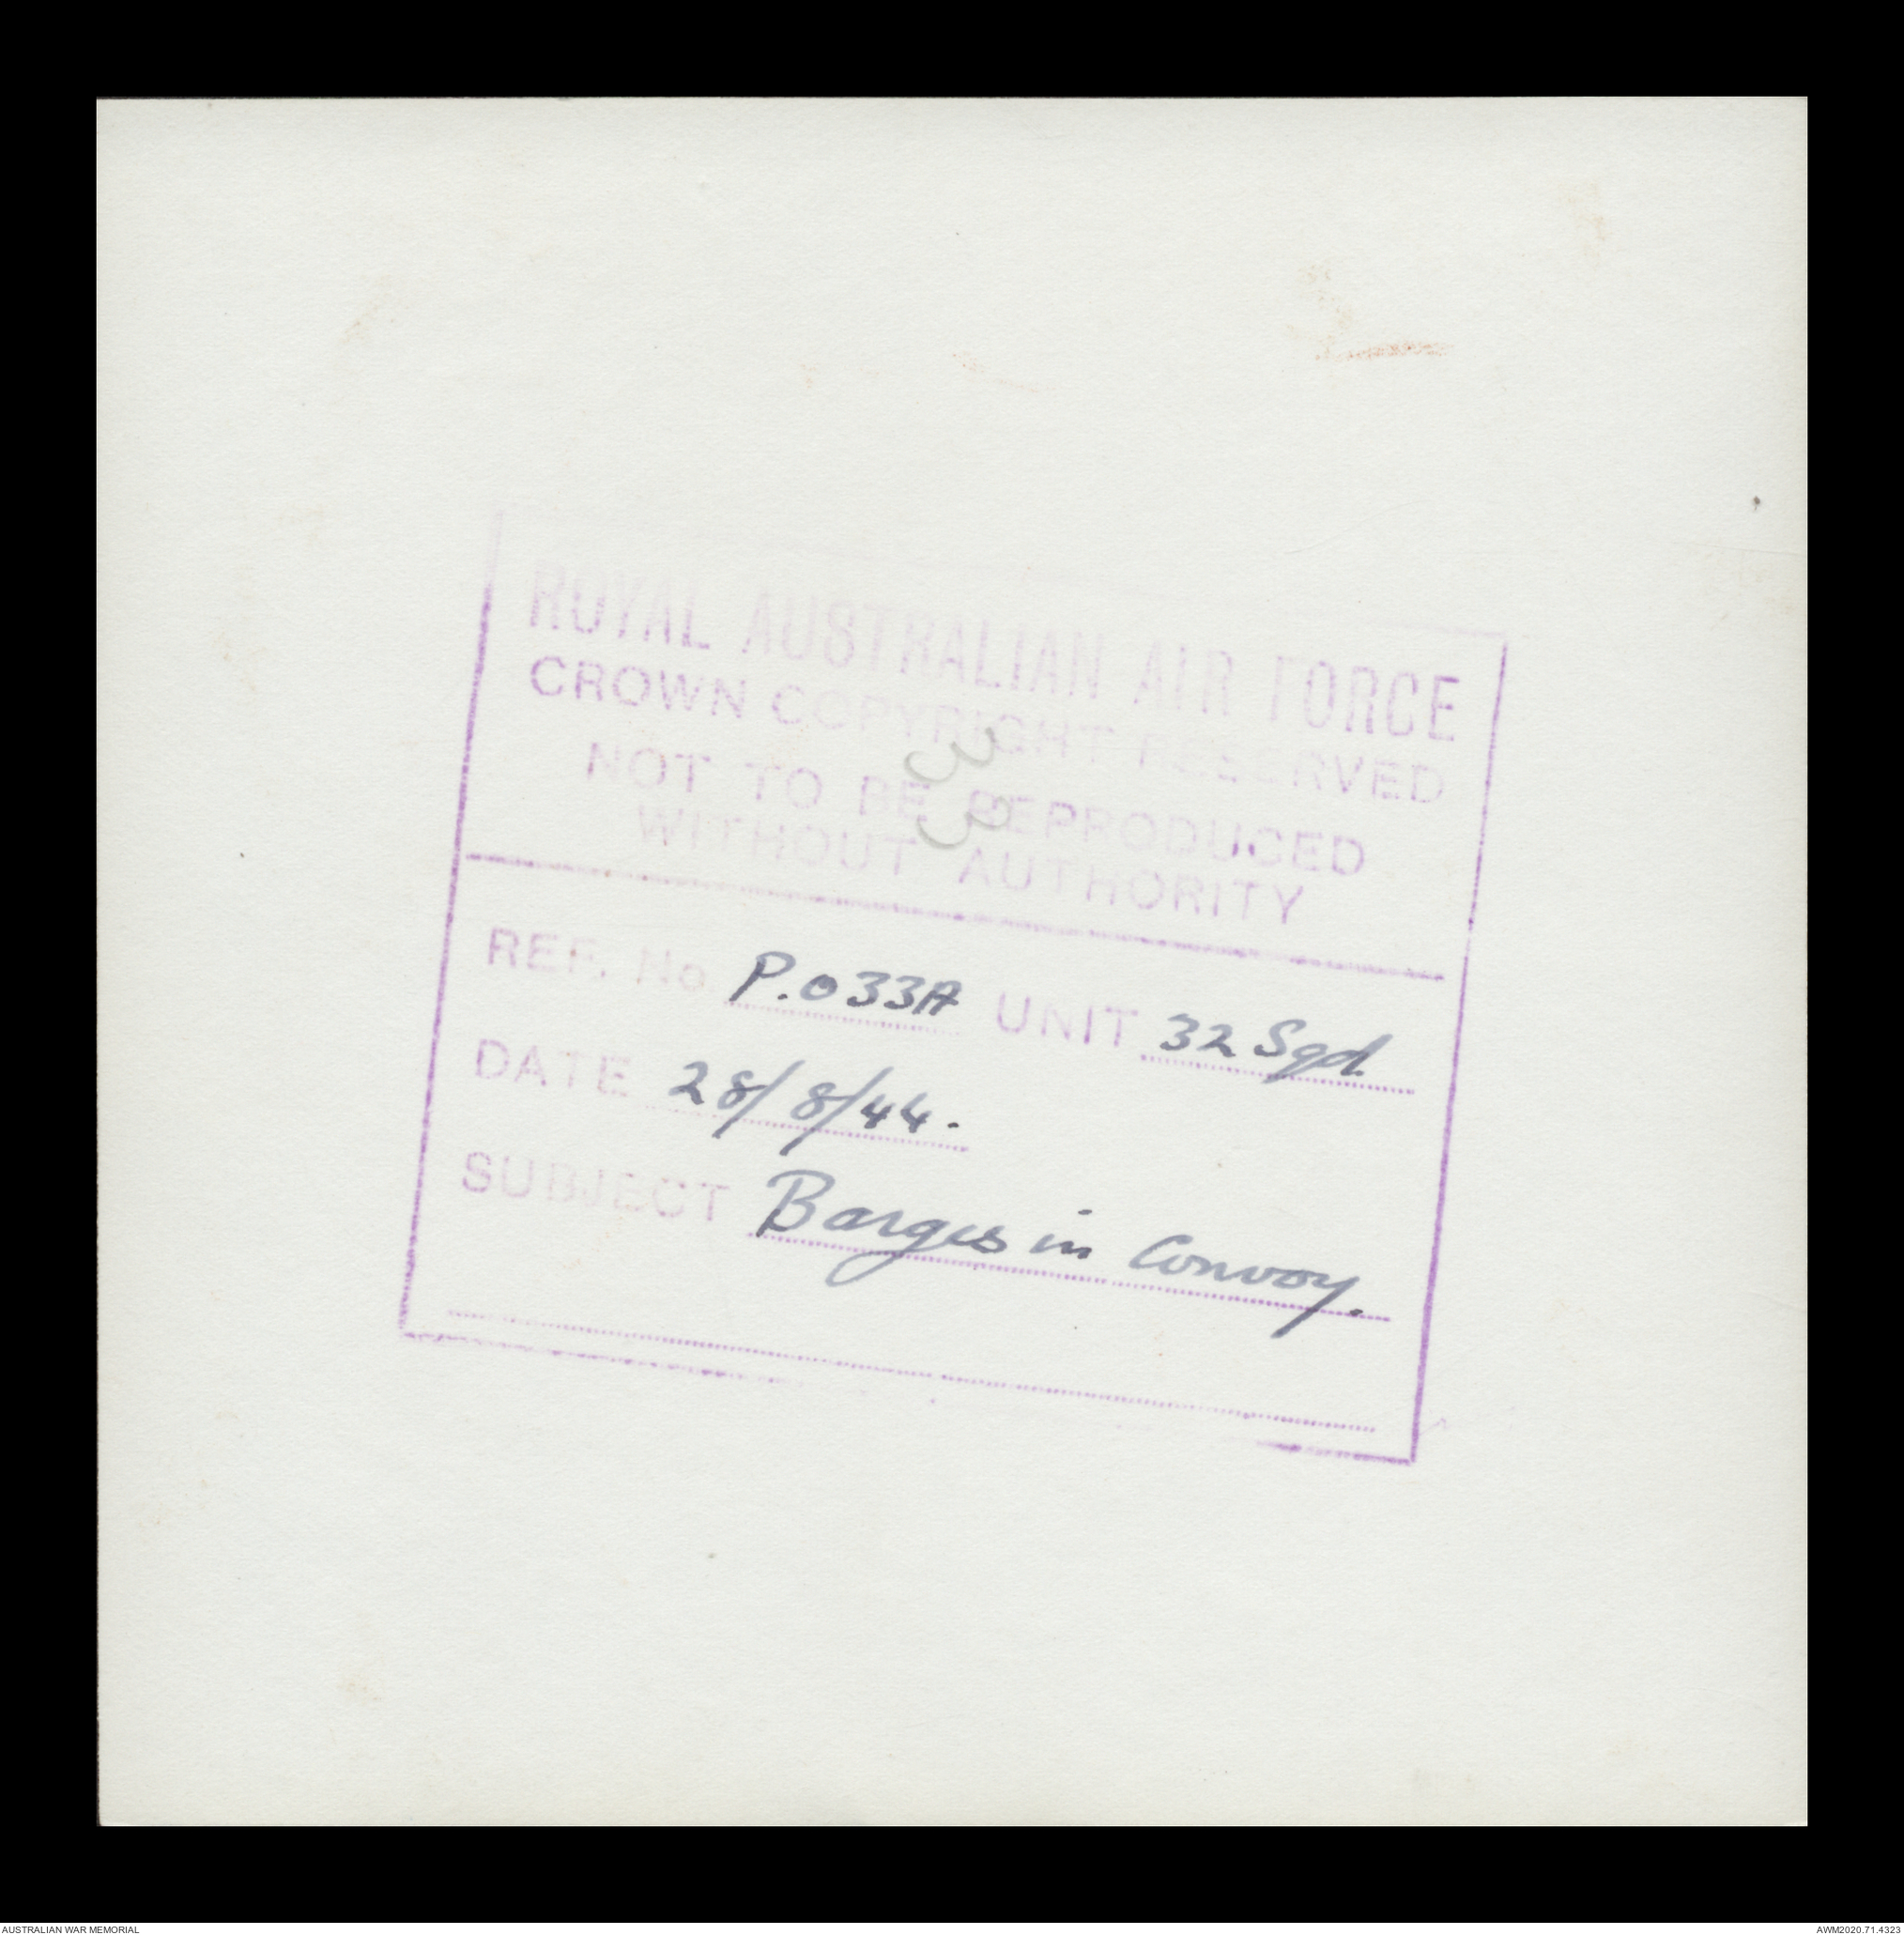 ROYAL AUSTRALIAN AIR FORCE
CROWN COPYRIGHT RESERVED
NOT TO BE REPRODUCED
WITHOUT AUTHORITY
33
REF. No P.033A UNIT 32 Sqd.
DATE 28/8/44.
SUBJECT Barges in Convoy.
AUSTRALIAN WAR MEMORIAL AWM2020.71.4323